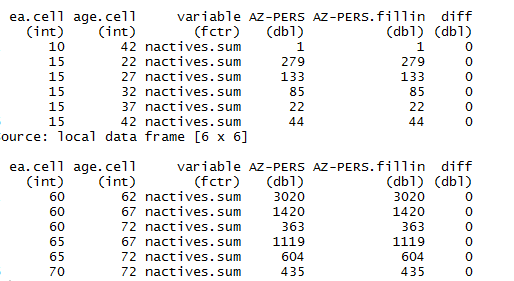 ea.cell age.cell variable AZ-PERS AZ-PERS.fillin diff
(int) (int) (fctr) (dbl) (dbl) (dbl)
10 42 nactives.sum 1 1 0
15 22 nactives.sum 279 279 0
15 27 nactives.sum 133 133 0
15 32 nactives.sum 85 85 0
15 37 nactives.sum 22 22 0
15 42 nactives.sum 44 44 0
ource: local data frame [6 x 6]
ea.cell age.cell variable AZ-PERS AZ-PERS.fillin diff
(int) (int) (fctr) (dbl) (dbl) (dbl)
60 62 nactives.sum 3020 3020 0
60 67 nactives.sum 1420 1420 0
60 72 nactives.sum 363 363 0
65 67 nactives.sum 1119 1119 0
65 72 nactives.sum 604 604 0
70 72 nactives.sum 435 435 0